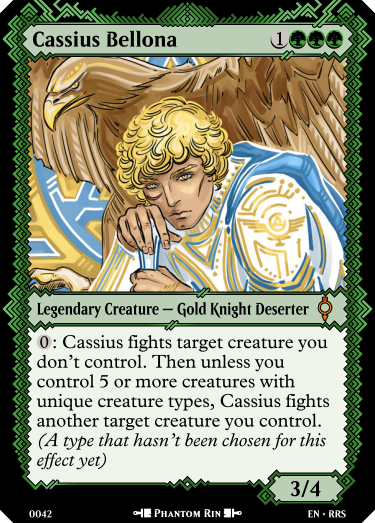 Cassius Bellona 1
Legendary Creature — Gold Knight Deserter
0: Cassius fights target creature you
don't control. Then unless you
control 5 or more creatures with
unique creature types, Cassius fights
another target creature you control.
(A type that hasn't been chosen for this
effect yet)
3/4
0042 Phantom Rin EN • RRS